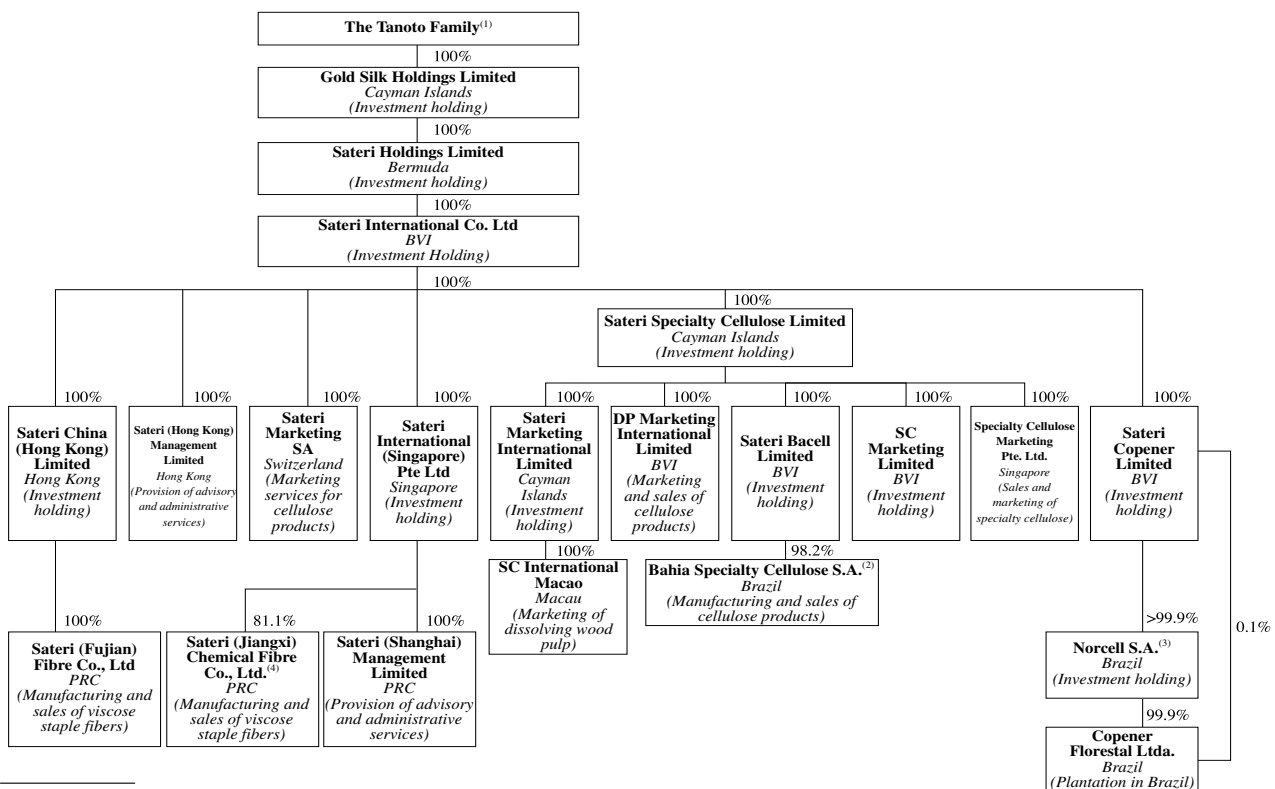 The Tanoto Family(1)
100%
Gold Silk Holdings Limited
Cayman Islands
(Investment holding)
100%
Sateri Holdings Limited
Bermuda
(Investment holding)
100%
Sateri International Co. Ltd
BVI
(Investment Holding)
100%
100%
Sateri Specialty Cellulose Limited
Cayman Islands
(Investment holding)
100%
Sateri China
(Hong Kong)
Limited
Hong Kong
(Investment
holding)
100%
Sateri (Hong Kong)
Management
Limited
Hong Kong
(Provision of advisory
and administrative
services)
100%
Sateri
Marketing
SA
Switzerland
(Marketing
services for
cellulose
products)
100%
Sateri
International
(Singapore)
Pte Ltd
Singapore
(Investment
holding)
100%
Sateri
Marketing
International
Limited
Cayman
Islands
(Investment
holding)
100%
DP Marketing
International
Limited
BVI
(Marketing
and sales of
cellulose
products)
100%
Sateri Bacell
Limited
BVI
(Investment
holding)
100%
SC
Marketing
Limited
BVI
(Investment
holding)
100%
Specialty Cellulose
Marketing
Pte. Ltd.
Singapore
(Sales and
marketing of
specialty cellulose)
100%
Sateri
Copener
Limited
BVI
(Investment
holding)
100%
SC International
Macao
Macau
(Marketing of
dissolving wood
pulp)
98.2%
Bahia Specialty Cellulose S.A.(2)
Brazil
(Manufacturing and sales of
cellulose products)
100%
Sateri (Fujian)
Fibre Co., Ltd
PRC
(Manufacturing and
sales of viscose
staple fibers)
81.1%
Sateri (Jiangxi)
Chemical Fibre
Co., Ltd.(4)
PRC
(Manufacturing and
sales of viscose
staple fibers)
100%
Sateri (Shanghai)
Management
Limited
PRC
(Provision of advisory
and administrative
services)
>99.9%
Norcell S.A.(3)
Brazil
(Investment holding)
0.1%
99.9%
Copener
Florestal Ltda.
Brazil
(Plantation in Brazil)